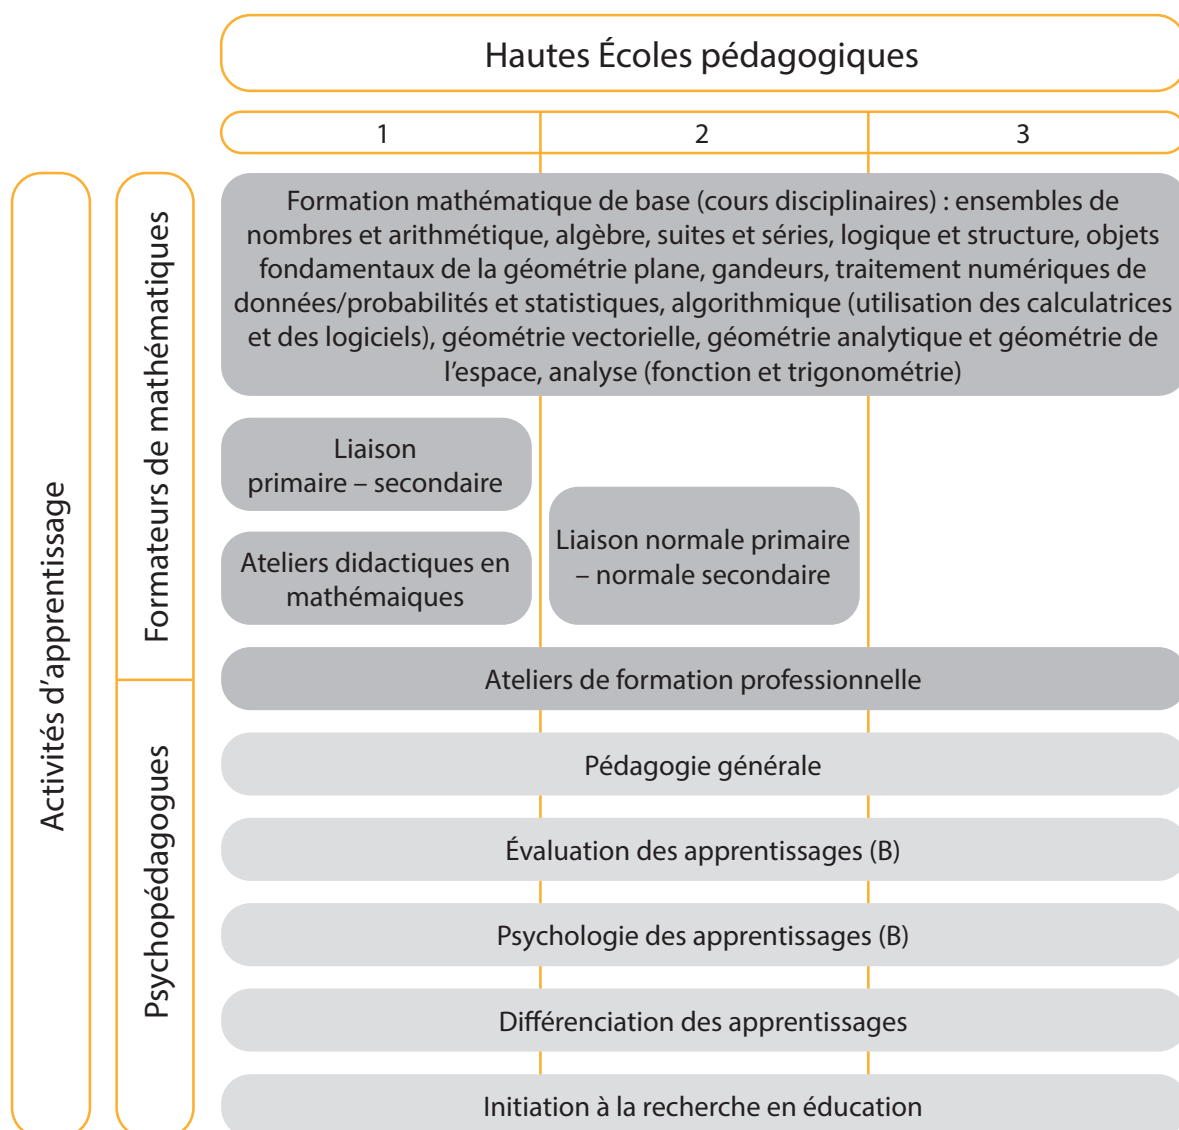 Hautes Écoles pédagogiques
1
2
3
Activités d'apprentissage
Formateurs de mathématiques
Psychopédagogues
Formation mathématique de base (cours disciplinaires) : ensembles de
nombres et arithmétique, algèbre, suites et séries, logique et structure, objets
fondamentaux de la géométrie plane, gandeurs, traitement numériques de
données/probabilités et statistiques, algorithmique (utilisation des calculatrices
et des logiciels), géométrie vectorielle, géométrie analytique et géométrie de
l'espace, analyse (fonction et trigonométrie)
Liaison
primaire – secondaire
Ateliers didactiques en
mathémaiques
Liaison normale primaire
– normale secondaire
Ateliers de formation professionnelle
Pédagogie générale
Évaluation des apprentissages (B)
Psychologie des apprentissages (B)
Différenciation des apprentissages
Initiation à la recherche en éducation